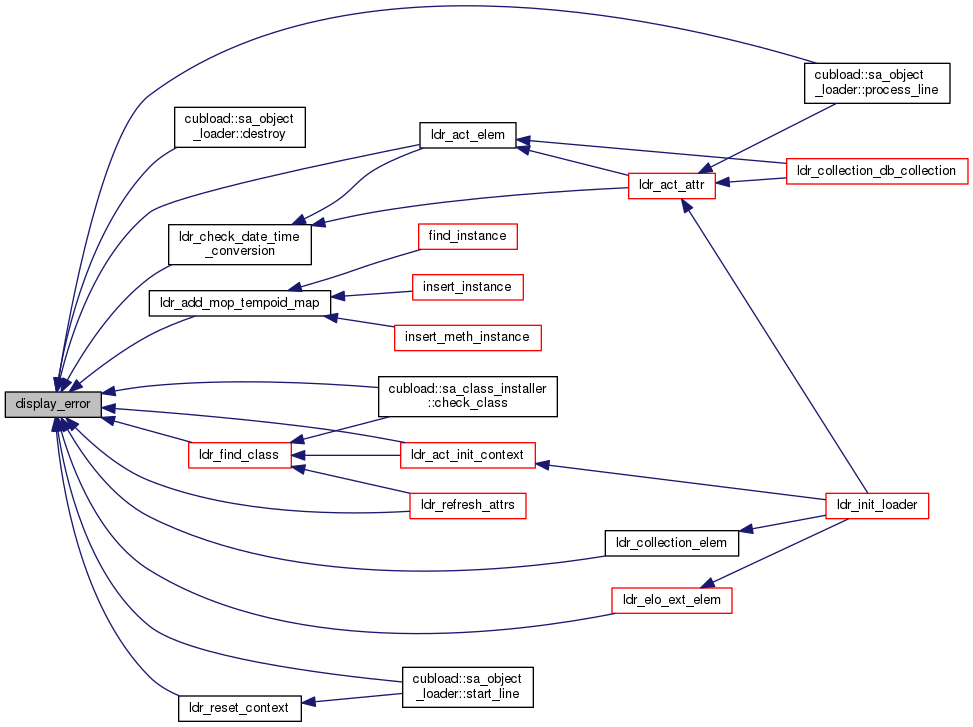 cubload::sa_object
_loader::process_line
cubload::sa_object
_loader::destroy
ldr_act_elem
ldr_collection_db_collection
ldr_act_attr
ldr_check_date_time
_conversion
find_instance
insert_instance
ldr_add_mop_tempoid_map
insert_meth_instance
cubload::sa_class_installer
::check_class
display_error
ldr_find_class
ldr_act_init_context
ldr_refresh_attrs
ldr_init_loader
ldr_collection_elem
ldr_elo_ext_elem
cubload::sa_object
_loader::start_line
ldr_reset_context